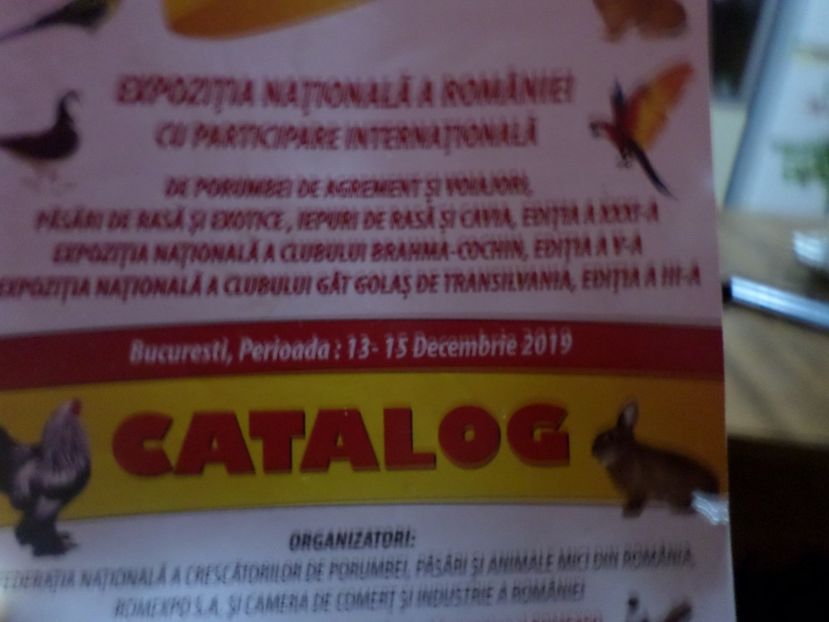 EXPOZIȚIA NAȚIONALĂ A ROMÂNIEI
CU PARTICIPARE INTERNAȚIONALĂ
DE PORUMBEI DE AGREMENT ȘI VOIAJORI,
PĂSĂRI DE RASĂ ȘI EXOTICE, IEPURI DE RASĂ ȘI CAVIA, EDIȚIA A XXXI-A
EXPOZIȚIA NAȚIONALĂ A CLUBULUI BRAHMA-COCHIN, EDIȚIA A V-A
EXPOZIȚIA NAȚIONALĂ A CLUBULUI GÂT GOLAȘ DE TRANSILVANIA, EDIȚIA A III-A
Bucuresti, Perioada : 13- 15 Decembrie 2019
CATALOG
ORGANIZATORI:
FEDERAȚIA NAȚIONALĂ A CRESCĂTORILOR DE PORUMBEI, PĂSĂRI ȘI ANIMALE MICI DIN ROMÂNIA,
ROMEXPO S.A. ȘI CAMERA DE COMERȚ ȘI INDUSTRIE A ROMÂNIEI